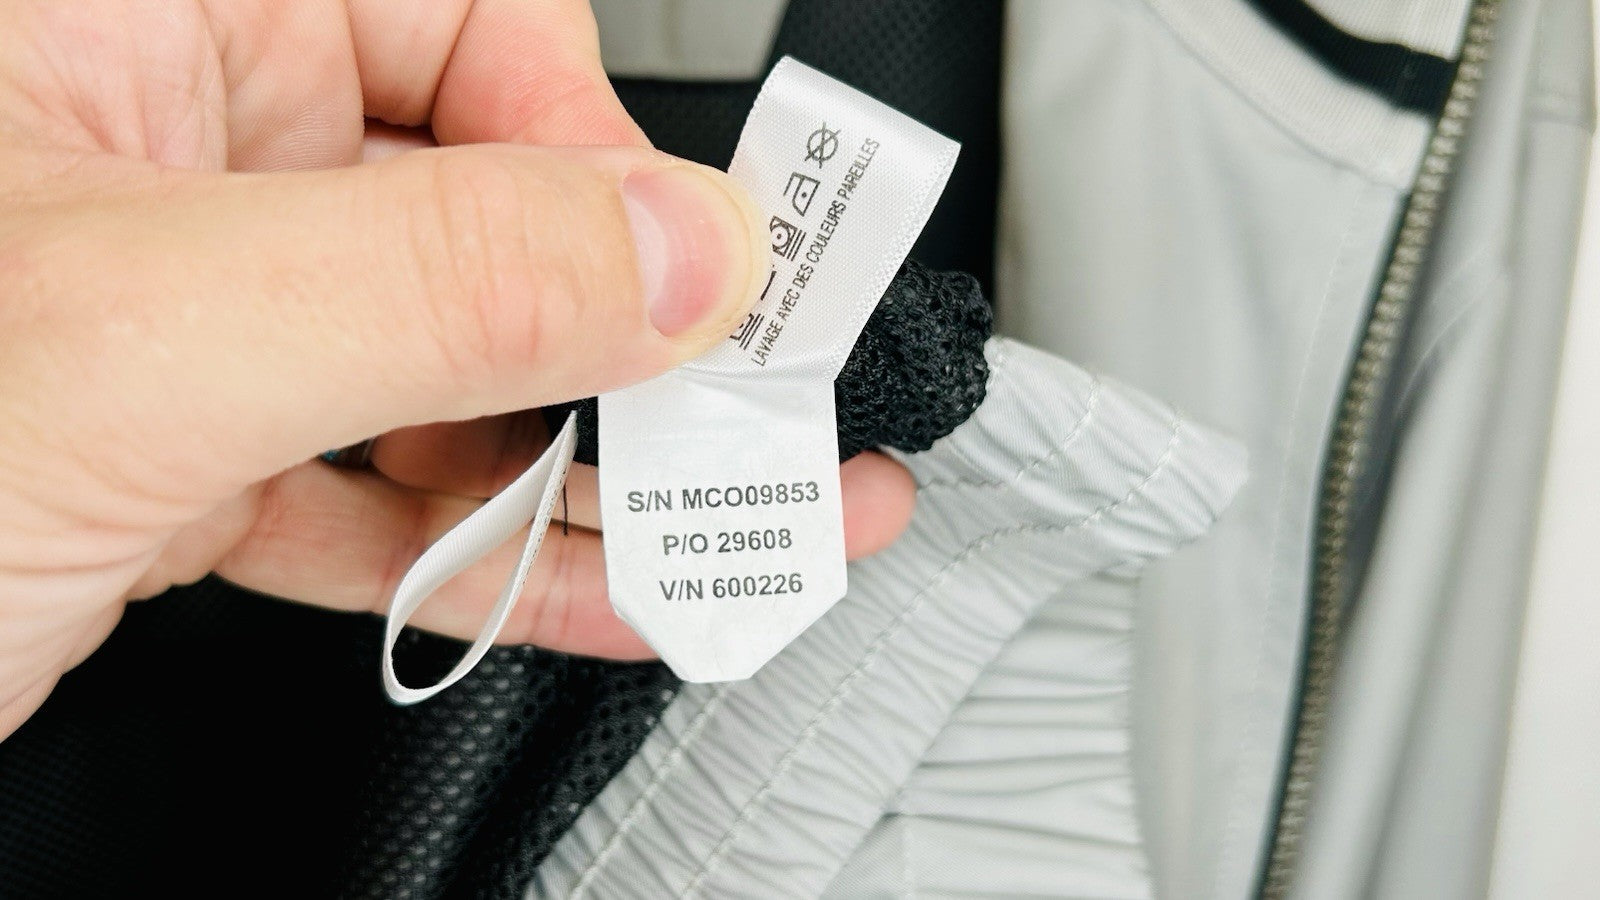 LAVAGE AVEC DES COULEURS PAREILLES
S/N MCO09853
P/O 29608
V/N 600226